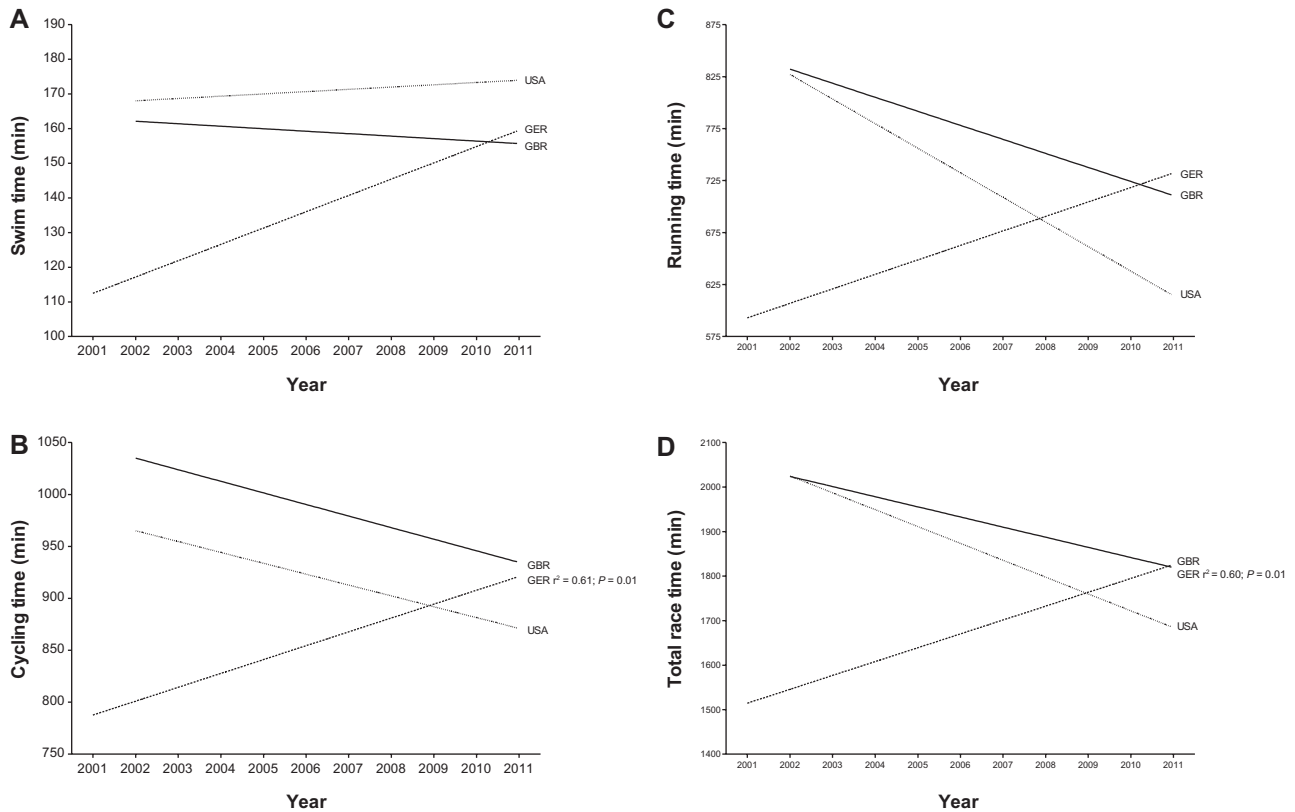 A
Swim time (min)
190
180
170
160
150
140
130
120
110
100
USA
GER
GBR
2001 2002 2003 2004 2005 2006 2007 2008 2009 2010 2011
Year
C
Running time (min)
875
825
775
725
675
625
575
GER
GBR
USA
2001 2002 2003 2004 2005 2006 2007 2008 2009 2010 2011
Year
B
Cycling time (min)
1050
1000
950
900
850
800
750
GBR
GER r² = 0.61; P = 0.01
USA
2001 2002 2003 2004 2005 2006 2007 2008 2009 2010 2011
Year
D
Total race time (min)
2100
2000
1900
1800
1700
1600
1500
1400
GBR
GER r² = 0.60; P = 0.01
USA
2001 2002 2003 2004 2005 2006 2007 2008 2009 2010 2011
Year